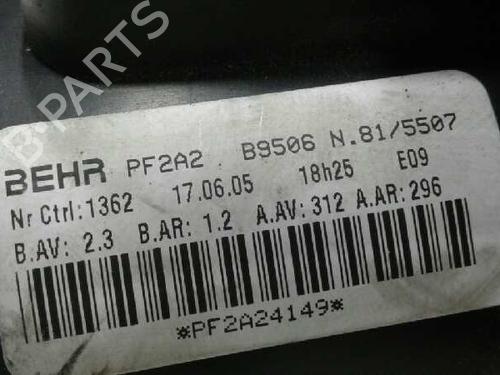 B-PARTS
BEHR PF2A2 B9506 N.81/5507
Nr Ctrl:1362 17.06.05 18h25 E09
B.AV: 2.3 B.AR: 1.2 A.AV:312 A.AR:296
*PF2A24149*